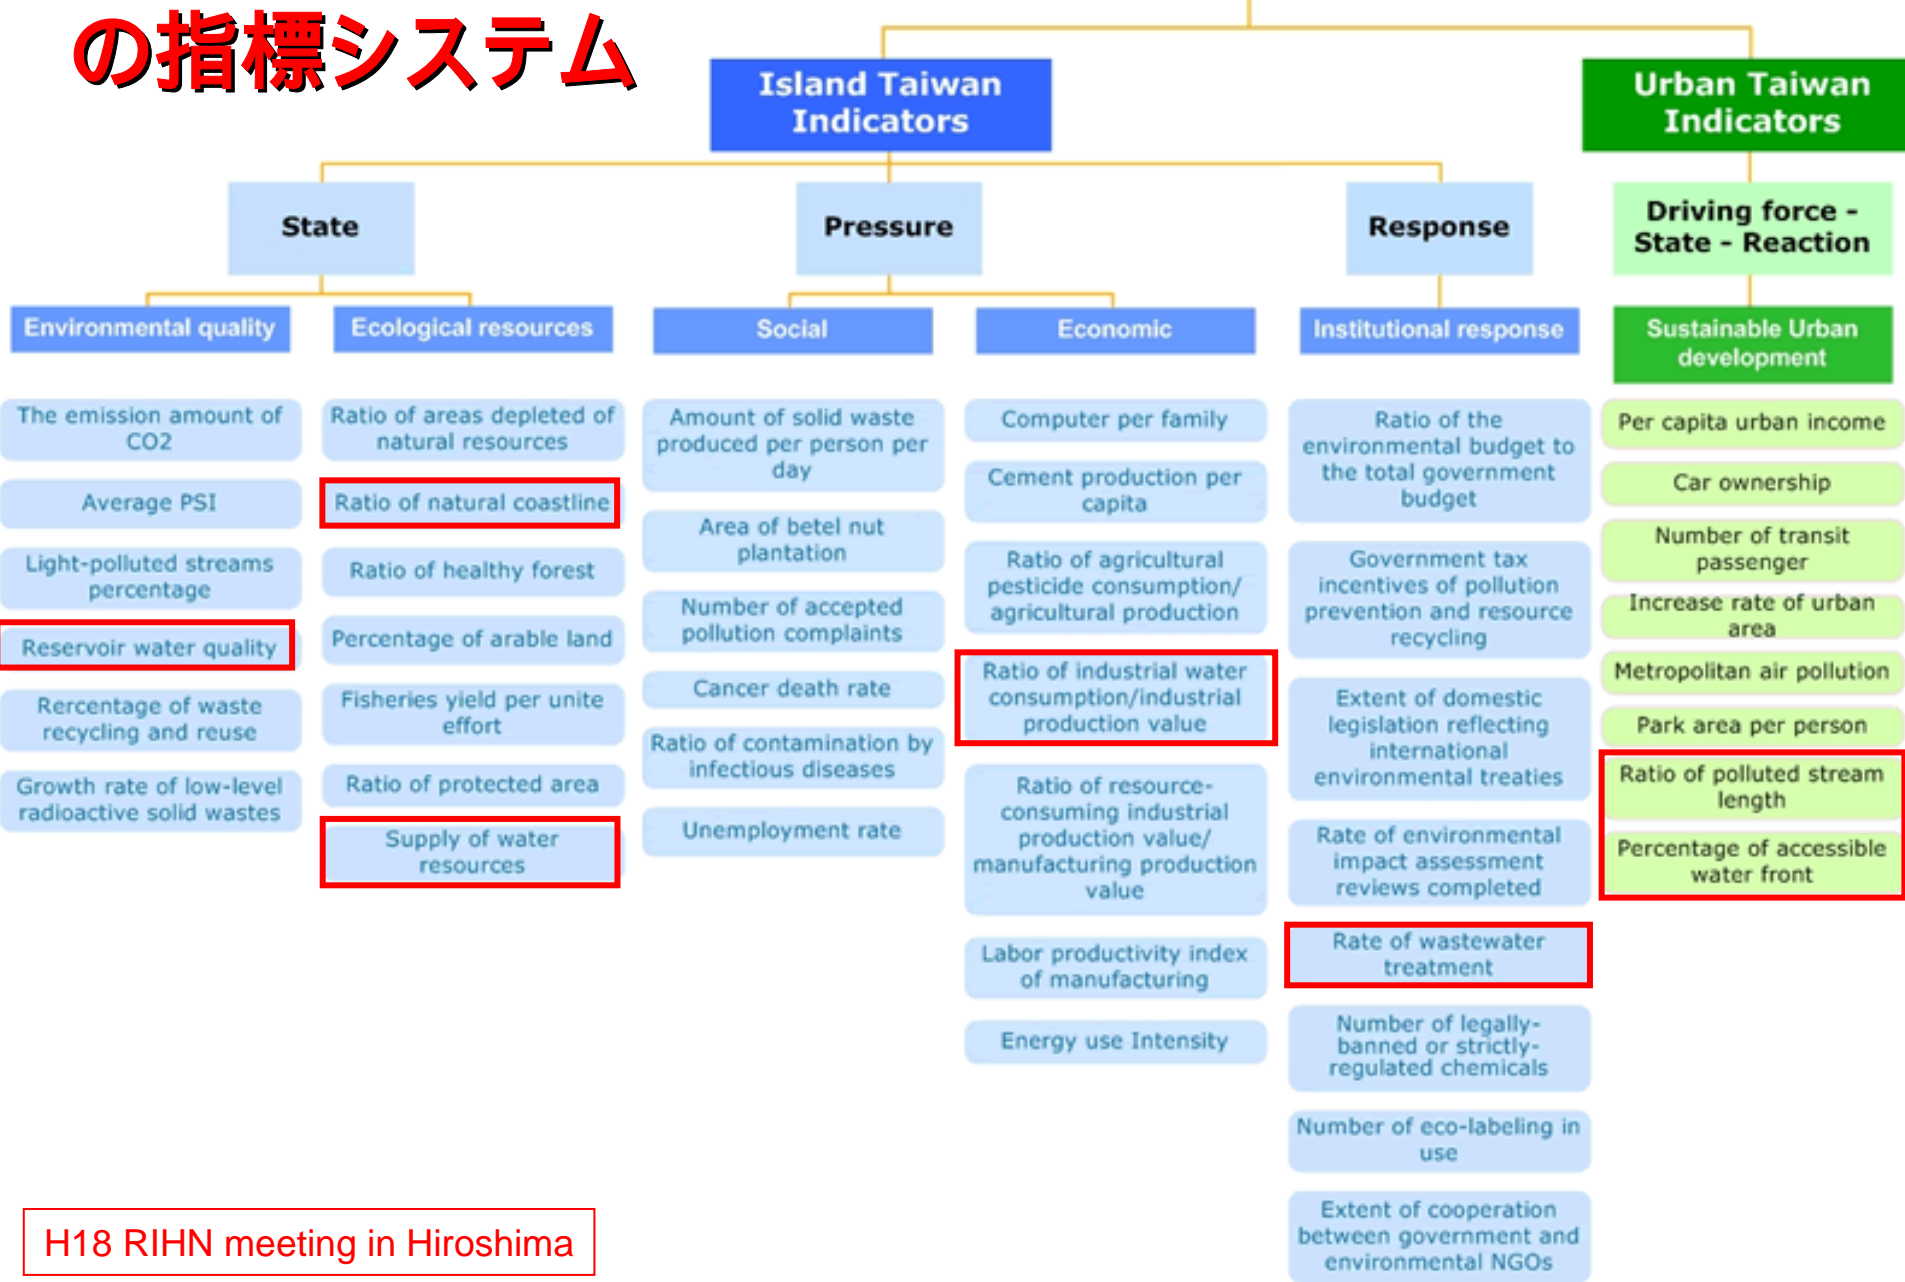 の指標システム
Island Taiwan
Indicators
Urban Taiwan
Indicators
State
Pressure
Response
Driving force -
State - Reaction
Environmental quality
Ecological resources
Social
Economic
Institutional response
Sustainable Urban
development
The emission amount of
CO2
Average PSI
Light-polluted streams
percentage
Reservoir water quality
Rercentage of waste
recycling and reuse
Growth rate of low-level
radioactive solid wastes
Ratio of areas depleted of
natural resources
Ratio of natural coastline
Ratio of healthy forest
Percentage of arable land
Fisheries yield per unite
effort
Ratio of protected area
Supply of water
resources
Amount of solid waste
produced per person per
day
Area of betel nut
plantation
Number of accepted
pollution complaints
Cancer death rate
Ratio of contamination by
infectious diseases
Unemployment rate
Computer per family
Cement production per
capita
Ratio of agricultural
pesticide consumption/
agricultural production
Ratio of industrial water
consumption/industrial
production value
Ratio of resource-
consuming industrial
production value/
manufacturing production
value
Labor productivity index
of manufacturing
Energy use Intensity
Ratio of the
environmental budget to
the total government
budget
Government tax
incentives of pollution
prevention and resource
recycling
Extent of domestic
legislation reflecting
international
environmental treaties
Rate of environmental
impact assessment
reviews completed
Rate of wastewater
treatment
Number of legally-
banned or strictly-
regulated chemicals
Number of eco-labeling in
use
Extent of cooperation
between government and
environmental NGOs
Per capita urban income
Car ownership
Number of transit
passenger
Increase rate of urban
area
Metropolitan air pollution
Park area per person
Ratio of polluted stream
length
Percentage of accessible
water front
H18 RIHN meeting in Hiroshima